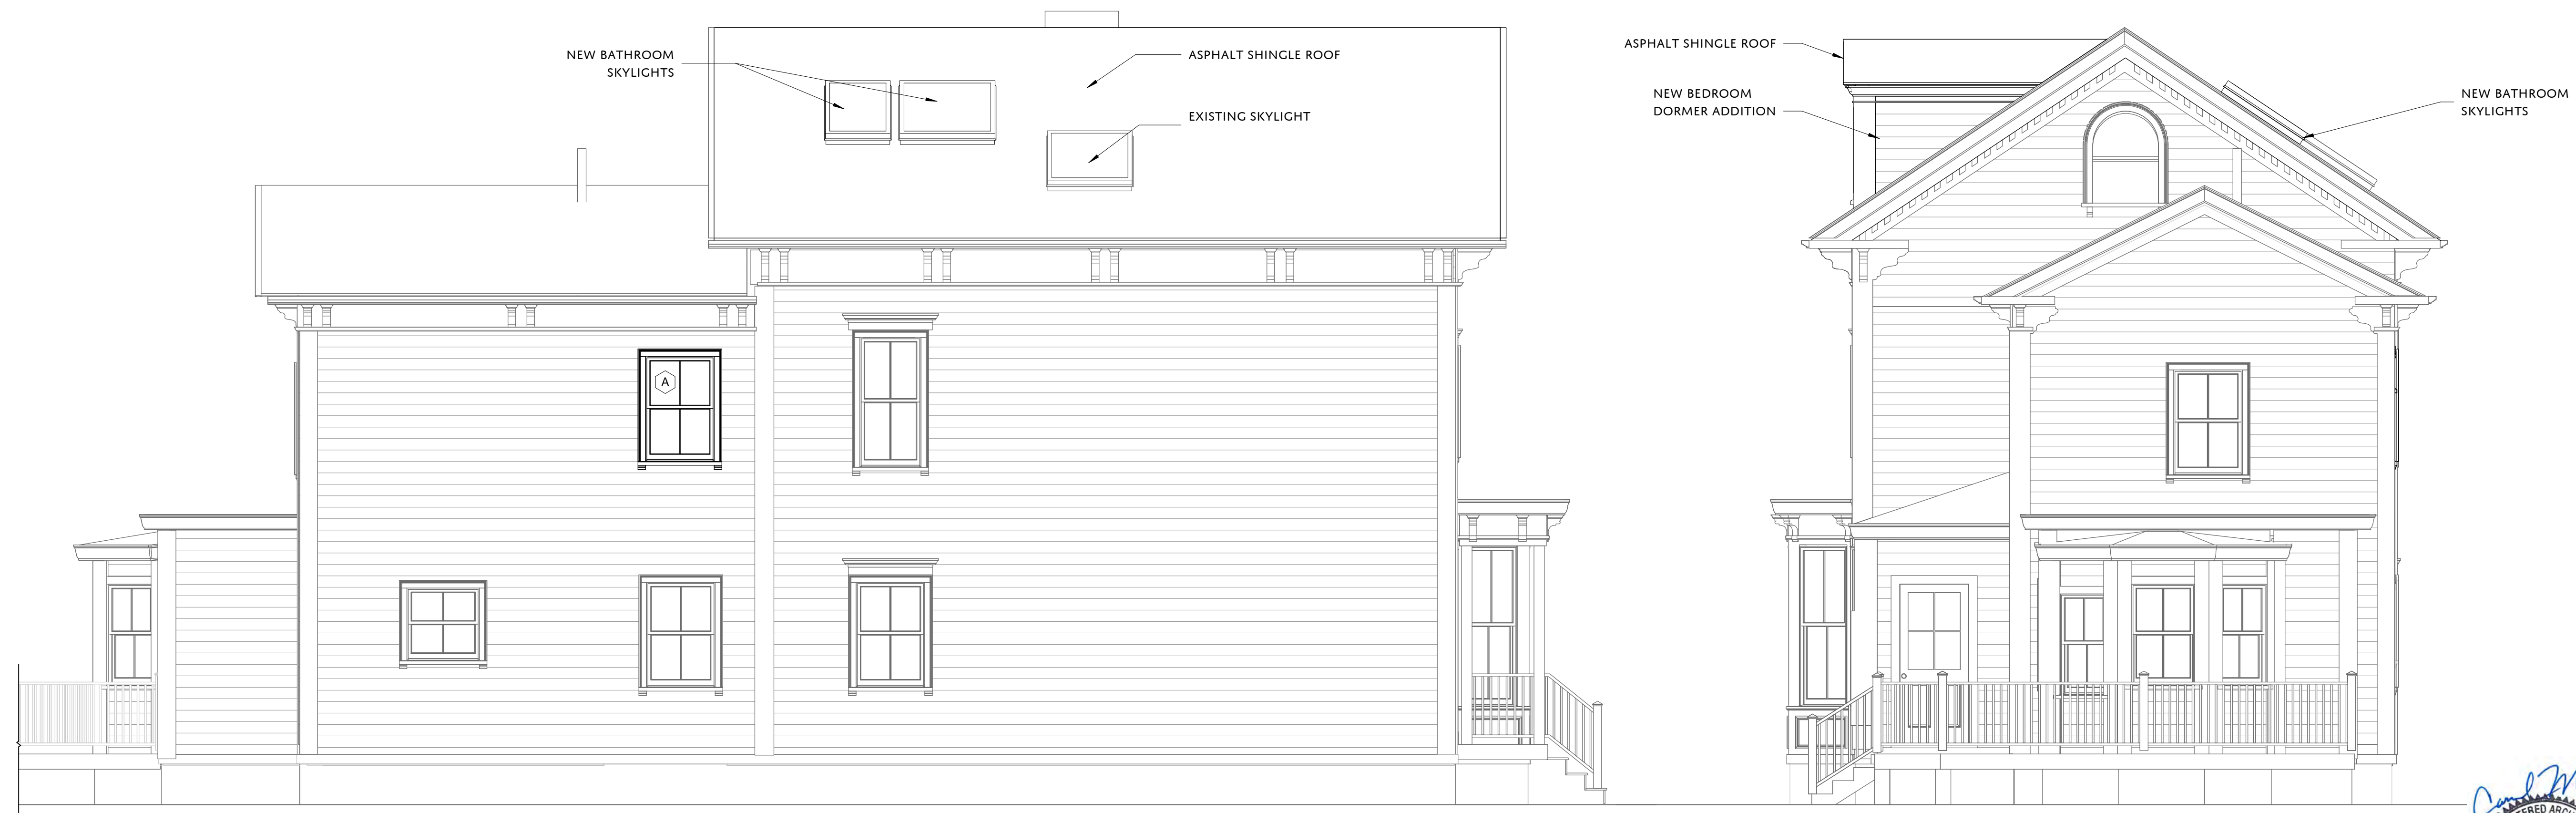 NEW BATHROOM
SKYLIGHTS
ASPHALT SHINGLE ROOF
EXISTING SKYLIGHT
A
ASPHALT SHINGLE ROOF
NEW BEDROOM
DORMER ADDITION
NEW BATHROOM
SKYLIGHTS